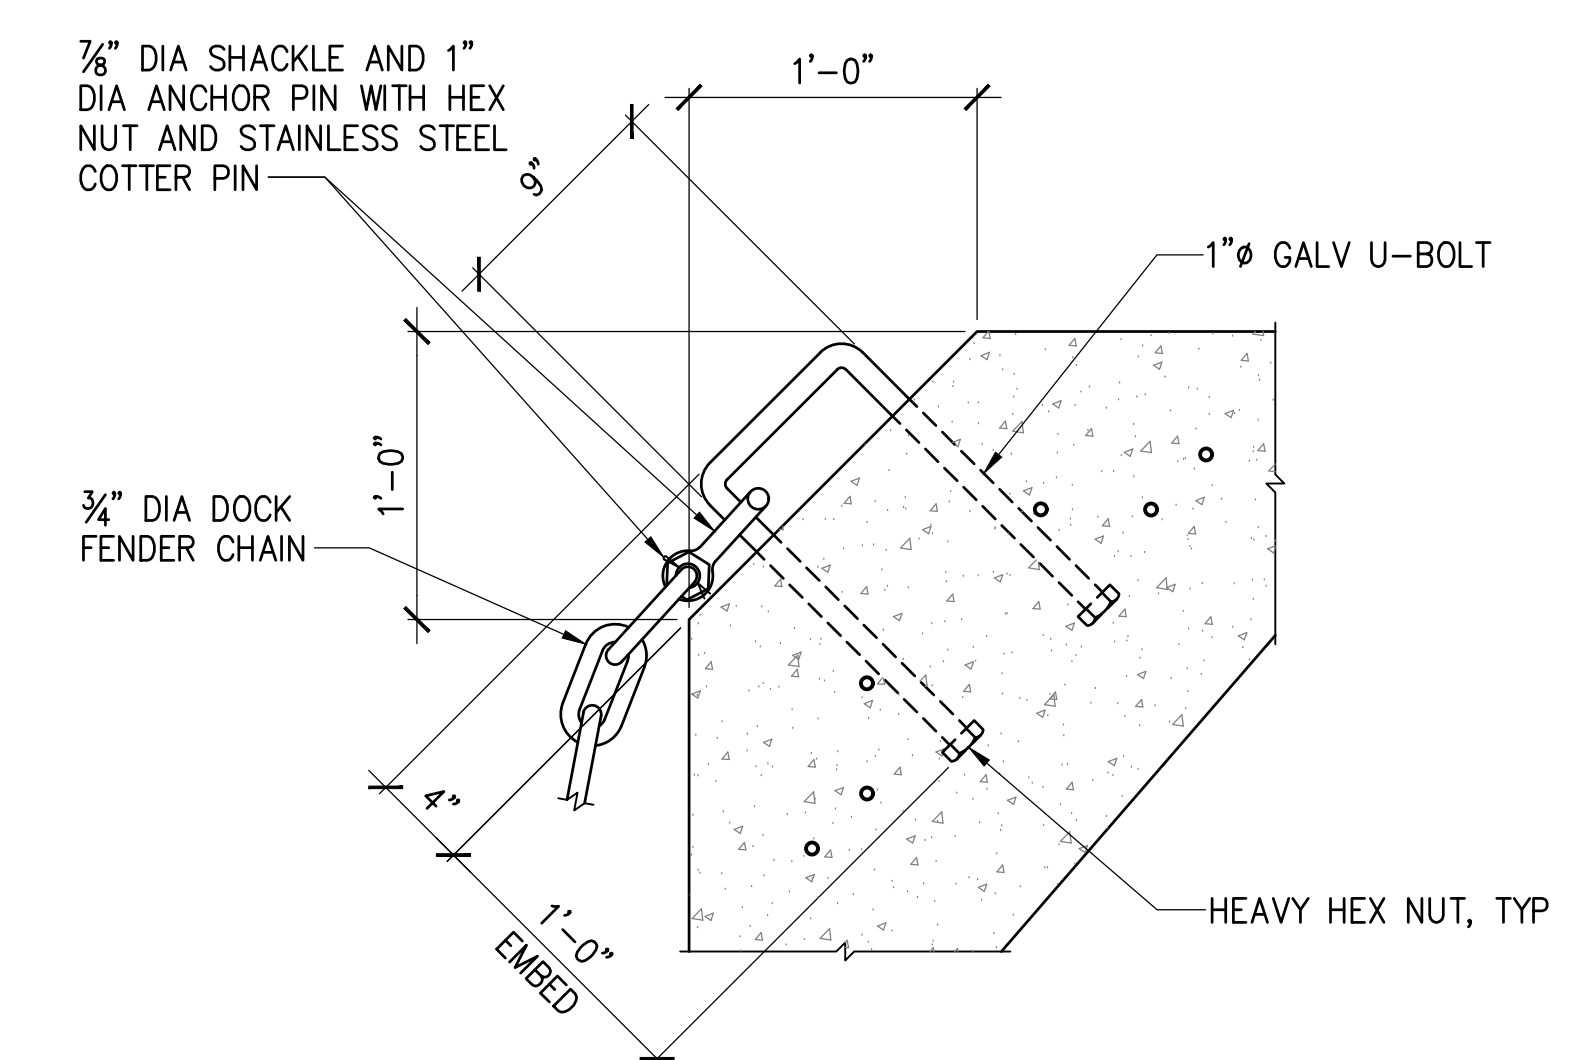 ⅞” DIA SHACKLE AND 1”
DIA ANCHOR PIN WITH HEX
NUT AND STAINLESS STEEL
COTTER PIN
1’-0”
9”
1”ø GALV U-BOLT
1’-0”
¾” DIA DOCK
FENDER CHAIN
4”
1’-0”
EMBED
HEAVY HEX NUT, TYP